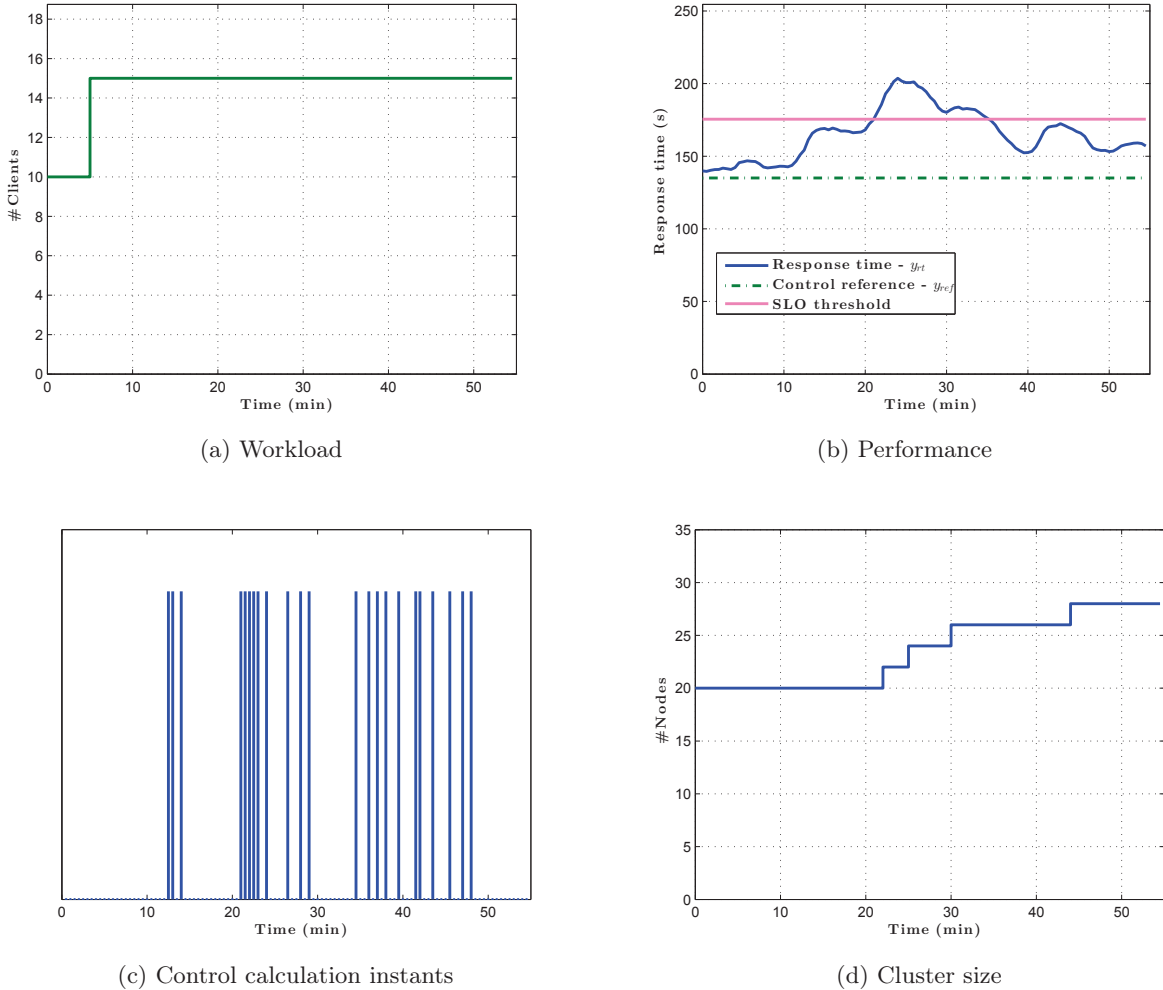 18
16
14
12
10
8
6
4
2
0
#Clients
0 10 20 30 40 50
Time (min)
(a) Workload
250
200
150
100
50
0
Response time (s)
Response time - y_rt
Control reference - y_ref
SLO threshold
0 10 20 30 40 50
Time (min)
(b) Performance
0 10 20 30 40 50
Time (min)
(c) Control calculation instants
35
30
25
20
15
10
5
0
#Nodes
0 10 20 30 40 50
Time (min)
(d) Cluster size